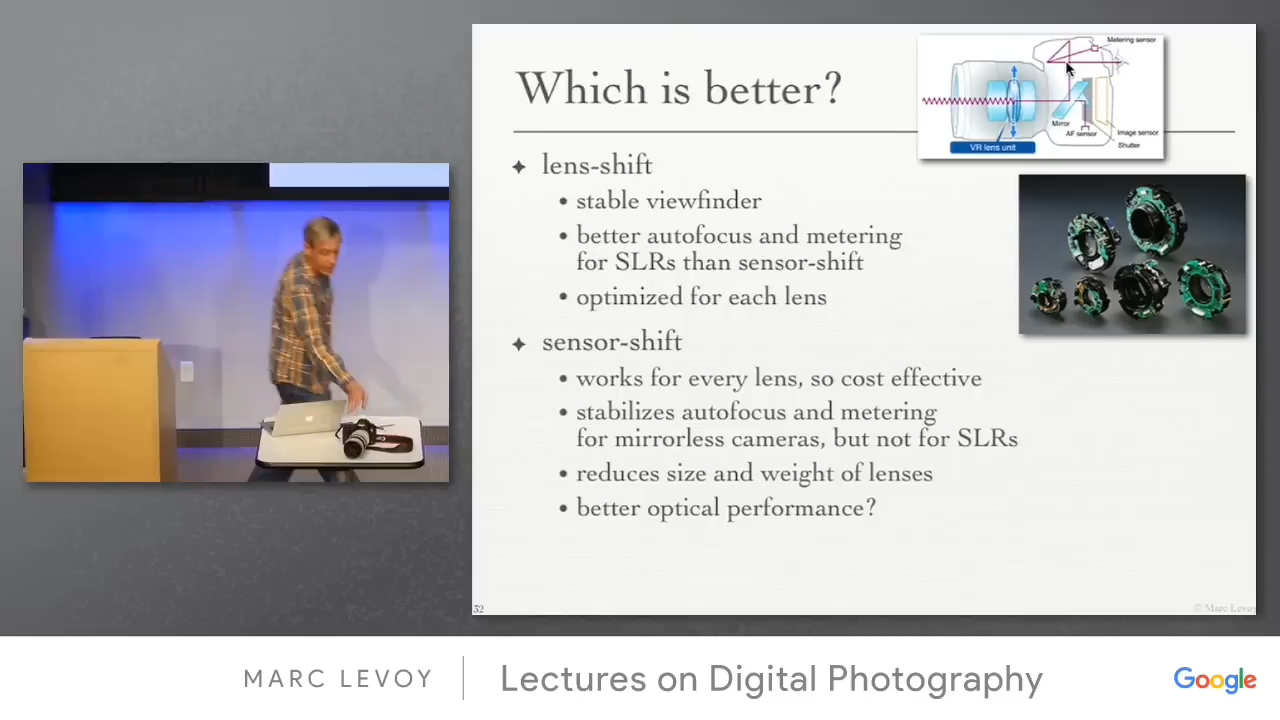 Which is better?
Metering sensor
Mirror
AF sensor
Image sensor
Shutter
VR lens unit
✦ lens-shift
• stable viewfinder
• better autofocus and metering
for SLRs than sensor-shift
• optimized for each lens
✦ sensor-shift
• works for every lens, so cost effective
• stabilizes autofocus and metering
for mirrorless cameras, but not for SLRs
• reduces size and weight of lenses
• better optical performance?
32
© Marc Levoy
MARC LEVOY
Lectures on Digital Photography
Google